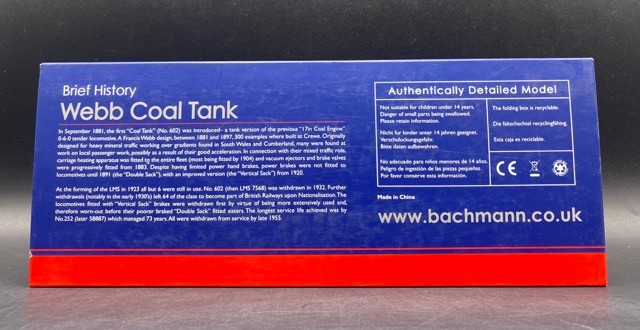 Brief History
Webb Coal Tank
In September 1881, the first "Coal Tank" (No. 602) was introduced– a tank version of the previous "17in Coal Engine"
0-6-0 tender locomotive. A Francis Webb design, between 1881 and 1897, 300 examples where built at Crewe. Originally
designed for heavy mineral traffic working over gradients found in South Wales and Cumberland, many were found at
work on local passenger work, possibly as a result of their good acceleration. In connection with their mixed traffic role,
carriage heating apparatus was fitted to the entire fleet (most being fitted by 1904) and vacuum ejectors and brake valves
were progressively fitted from 1883. Despite having limited power hand brakes, power brakes were not fitted to
locomotives until 1891 (the "Double Sack"), with an improved version (the "Vertical Sack") from 1920.
At the forming of the LMS in 1923 all but 6 were still in use. No. 602 (then LMS 7568) was withdrawn in 1932. Further
withdrawals (notably in the early 1930's) left 64 of the class to become part of British Railways upon Nationalisation. The
locomotives fitted with "Vertical Sack" brakes were withdrawn first by virtue of being more extensively used and,
therefore worn-out before their poorer braked "Double Sack" fitted sisters. The longest service life achieved was by
No.252 (later 58887) which managed 73 years. All were withdrawn from service by late 1955.
Authentically Detailed Model
Not suitable for children under 14 years.
Danger of small parts being swallowed.
Please retain information.
Nicht fur kinder unter 14 jahren geeignet.
Verschluckungsgefahr.
Bitte daten aufbewahren.
No adecuado para niños menores de 14 años.
Peligro de ingestión de las piezas pequeñas.
Por favor conserve esta información.
The folding box is recyclable.
Die faltschachtel recyclingfähing.
Esta caja es reciclable.
CE
Made in China
www.bachmann.co.uk